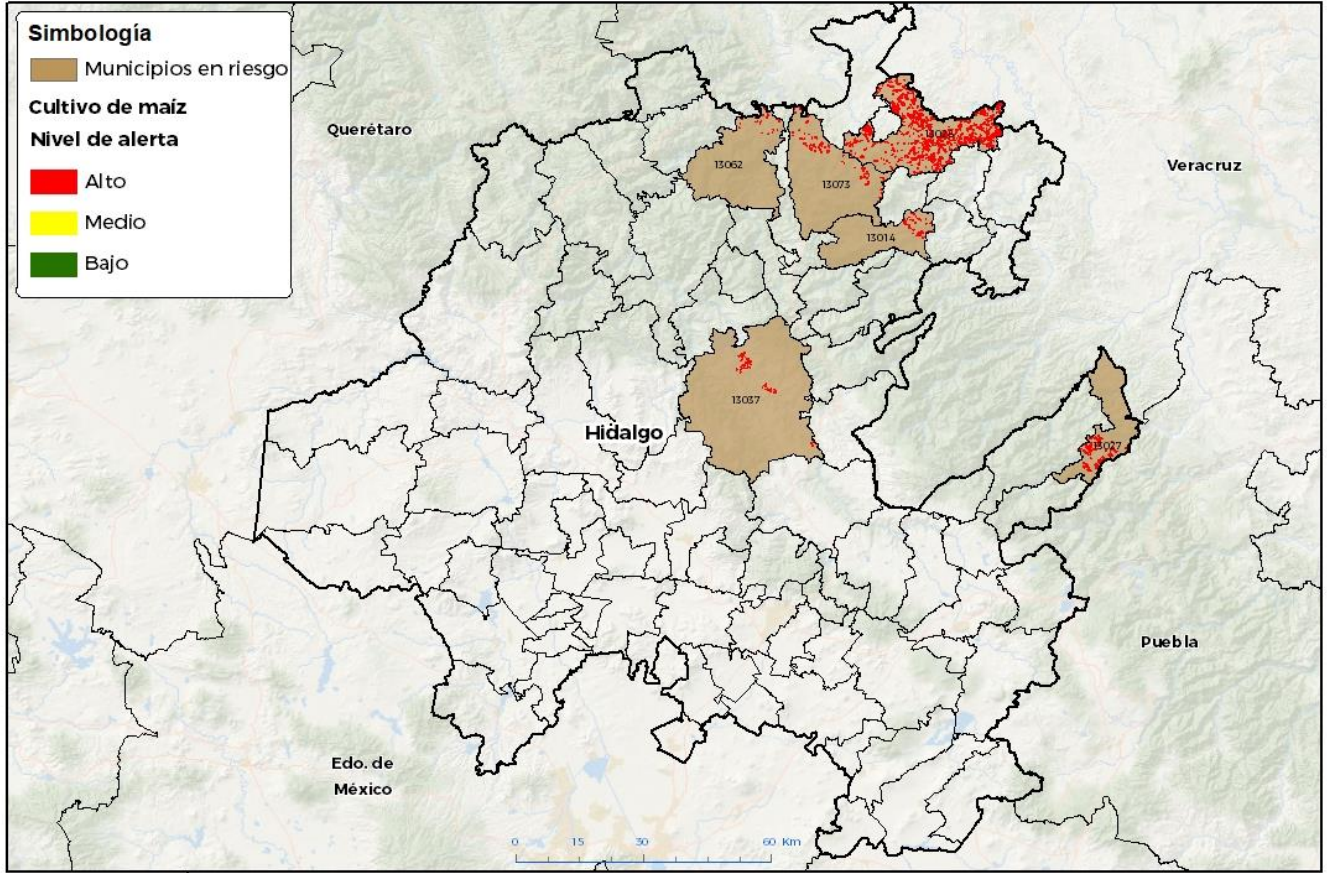 Simbología
Municipios en riesgo
Cultivo de maíz
Nivel de alerta
Alto
Medio
Bajo
Querétaro
Veracruz
13062
13073
13014
13037
Hidalgo
13027
Puebla
Edo. de
México
0 15 30 60 Km